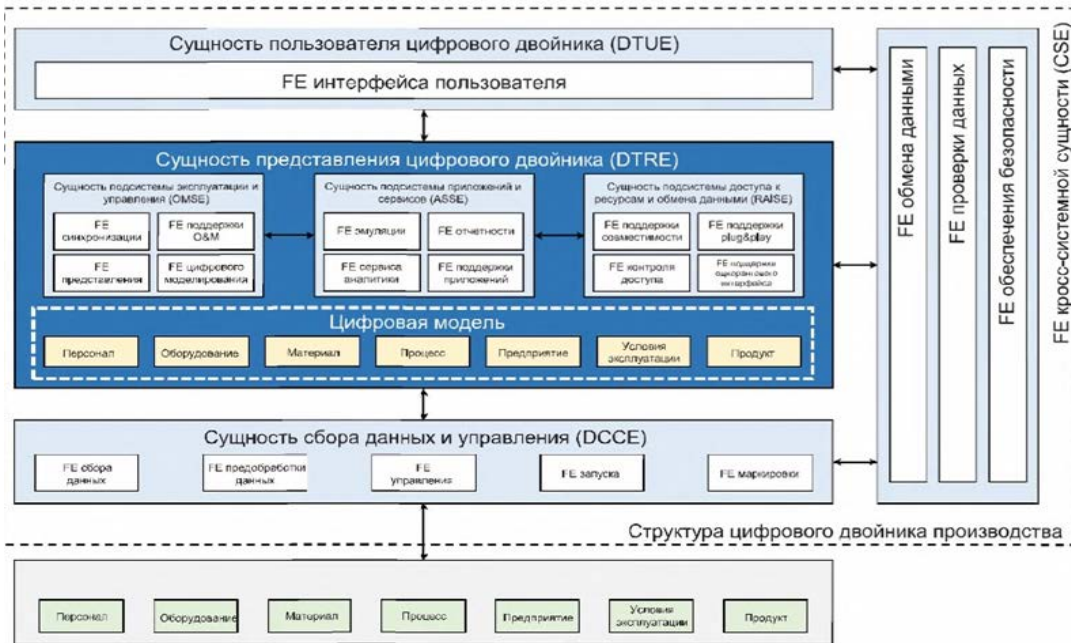 Сущность пользователя цифрового двойника (DTUE)
FE интерфейса пользователя
Сущность представления цифрового двойника (DTRE)
Сущность подсистемы эксплуатации и
управления (OMSE)
FE
синхронизации
FE поддержки
O&M
FE
представления
FE цифрового
моделирования
Сущность подсистемы приложений и
сервисов (ASSE)
FE эмуляции
FE отчетности
FE сервиса
аналитики
FE поддержки
приложений
Сущность подсистемы доступа к
ресурсам и обмена данными (RAISE)
FE поддержки
совместимости
FE поддержки
plug&play
FE контроля
доступа
FE поддержки
однорангового
интерфейса
Цифровая модель
Персонал
Оборудование
Материал
Процесс
Предприятие
Условия
эксплуатации
Продукт
Сущность сбора данных и управления (DCCE)
FE сбора
данных
FE предобработки
данных
FE
управления
FE запуска
FE маркировки
FE обмена данными
FE проверки данных
FE обеспечения безопасности
FE кросс-системной сущности (CSE)
Структура цифрового двойника производства
Персонал
Оборудование
Материал
Процесс
Предприятие
Условия
эксплуатации
Продукт